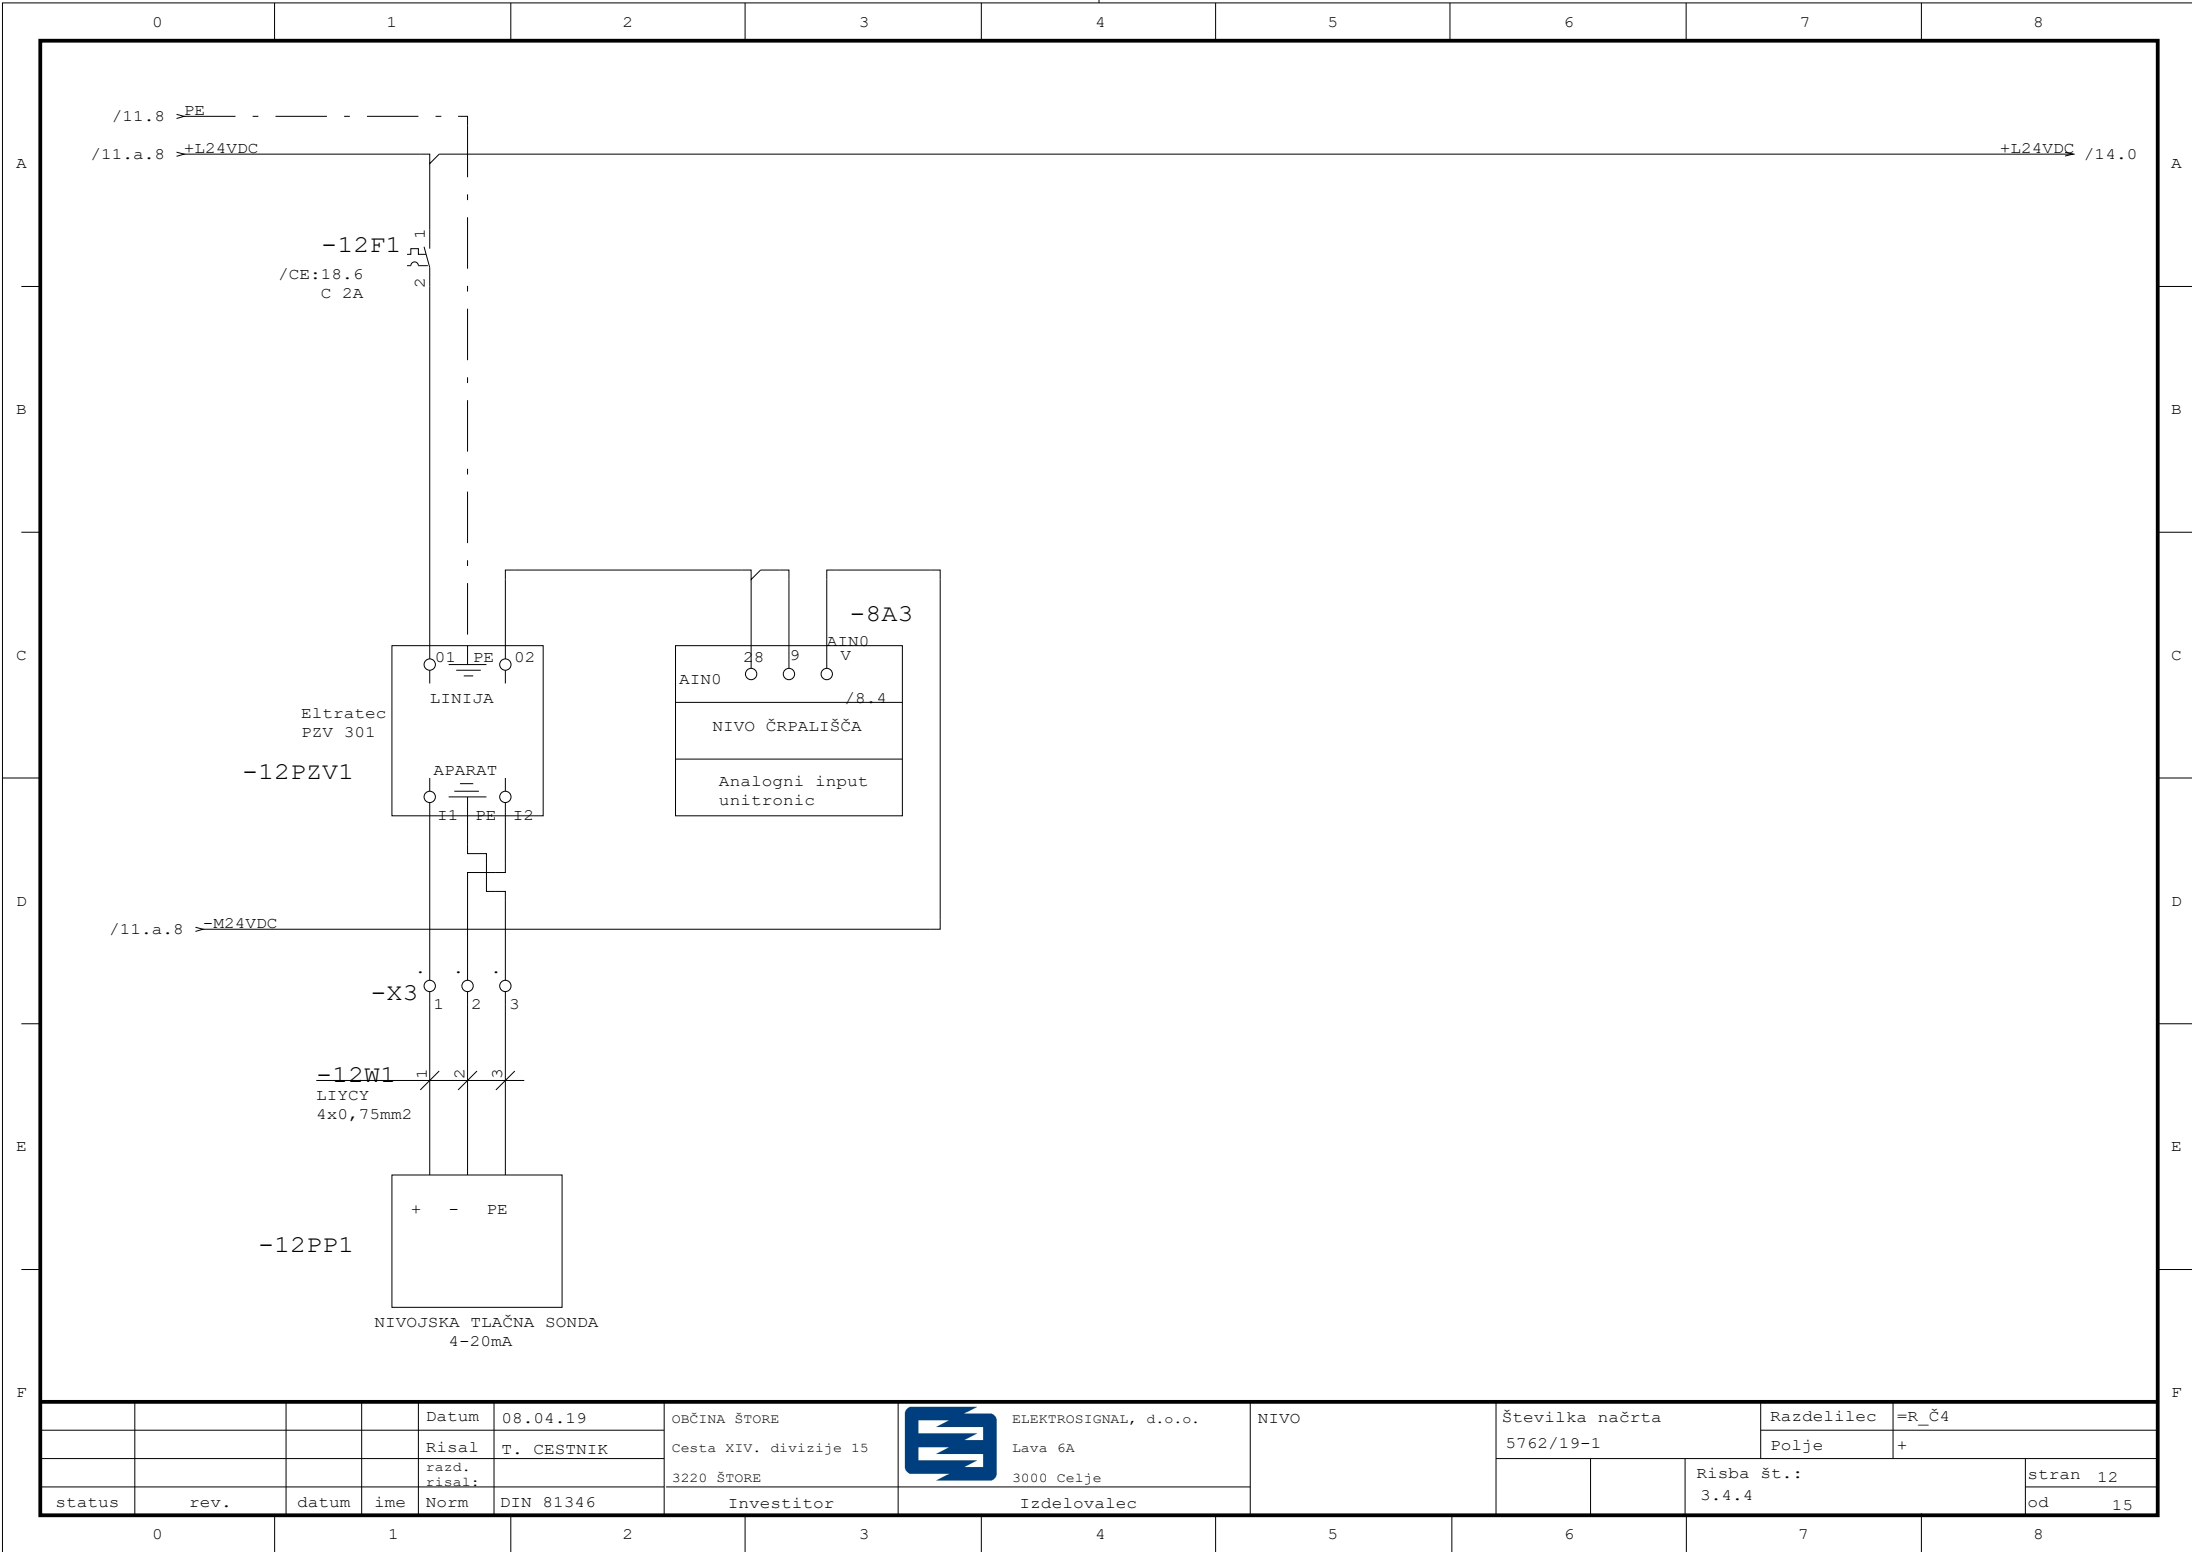 0 1 2 3 4 5 6 7 8
/11.8 PE
/11.a.8 +L24VDC
+L24VDC /14.0
A A
-12F1
1
2
/CE:18.6
C 2A
B B
-8A3
AIN0
V
28 9
AIN0
/8.4
C C
01 PE 02
LINIJA
Eltratec
PZV 301
NIVO ČRPALIŠČA
-12PZV1
APARAT
Analogni input
unitronic
I1 PE I2
D D
/11.a.8 -M24VDC
-X3
1 2 3
-12W1
1 2 3
LIYCY
4x0,75mm2
E E
+ - PE
-12PP1
NIVOJSKA TLAČNA SONDA
4-20mA
F F
Datum 08.04.19
Risal T. CESTNIK
razd.
risal:
status rev. datum ime Norm DIN 81346
OBČINA ŠTORE
Cesta XIV. divizije 15
3220 ŠTORE
Investitor
ELEKTROSIGNAL, d.o.o.
Lava 6A
3000 Celje
Izdelovalec
NIVO
Številka načrta
5762/19-1
Razdelilec =R_Č4
Polje +
Risba št.:
3.4.4
stran 12
od 15
0 1 2 3 4 5 6 7 8